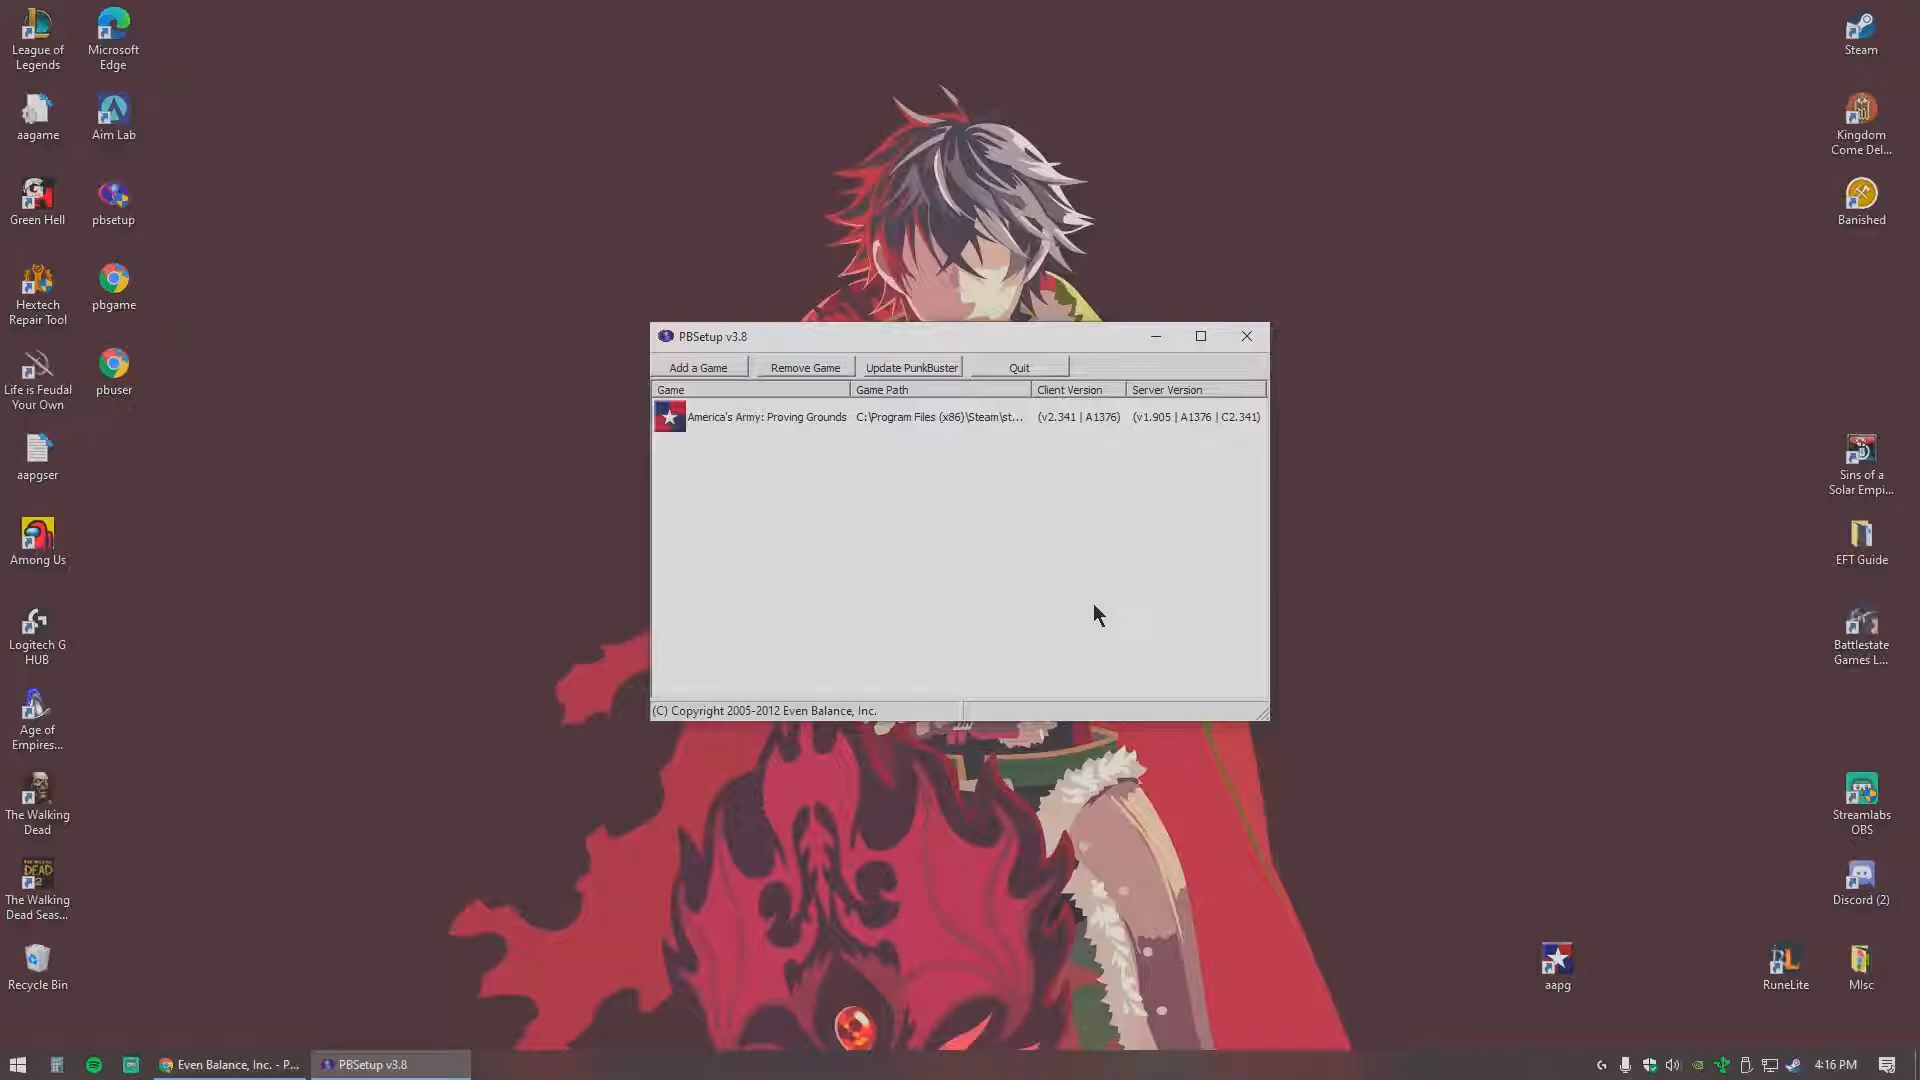 League of
Legends
Microsoft
Edge
Steam
aagame
Aim Lab
Kingdom
Come Del...
Green Hell
pbsetup
Banished
Hextech
Repair Tool
pbgame
PBSetup v3.8
Add a Game
Remove Game
Update PunkBuster
Quit
Game
Game Path
Client Version
Server Version
America's Army: Proving Grounds
C:\Program Files (x86)\Steam\st...
(v2.341 | A1376)
(v1.905 | A1376 | C2.341)
Life is Feudal
Your Own
pbuser
aapgser
Sins of a
Solar Empi...
Among Us
EFT Guide
Logitech G
HUB
Battlestate
Games L...
Age of
Empires...
(C) Copyright 2005-2012 Even Balance, Inc.
The Walking
Dead
Streamlabs
OBS
The Walking
Dead Seas...
Discord (2)
Recycle Bin
aapg
RuneLite
MIsc
Even Balance, Inc. - P...
PBSetup v3.8
4:16 PM